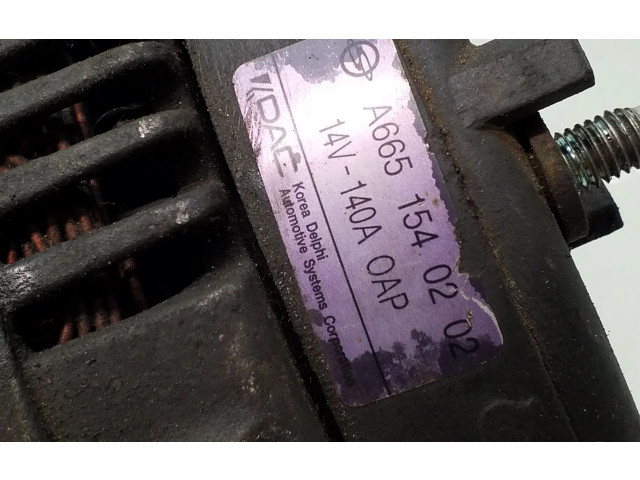 A665 154 02 02
14V-140A OAP
KDAC
Korea Delphi
Automotive Systems Corporation